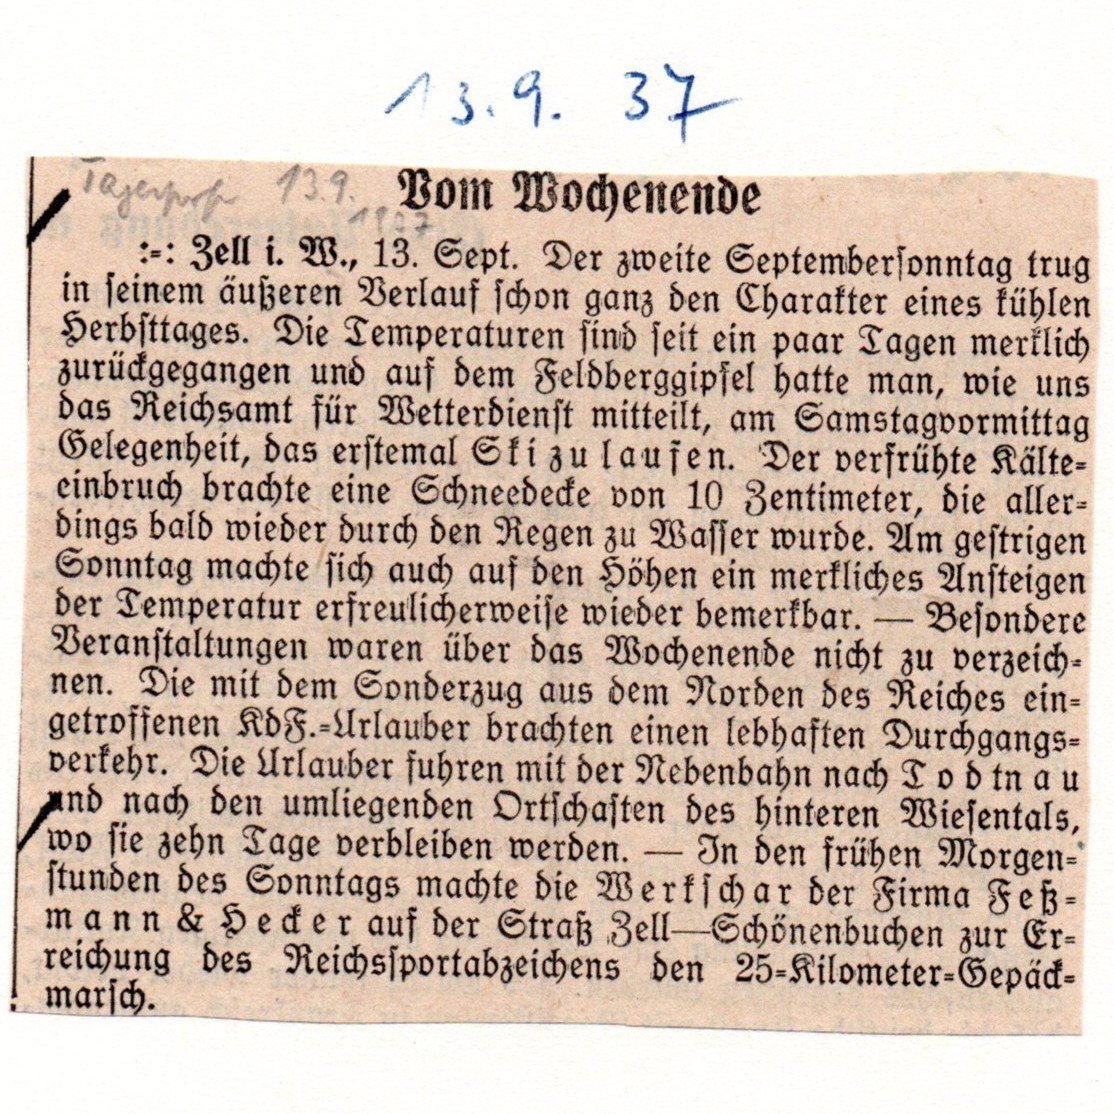 13. 9. 37
Tagespost 13.9.
1937
Vom Wochenende
:-: Zell i. W., 13. Sept. Der zweite Septembersonntag trug
in seinem äußeren Verlauf schon ganz den Charakter eines kühlen
Herbsttages. Die Temperaturen sind seit ein paar Tagen merklich
zurückgegangen und auf dem Feldberggipfel hatte man, wie uns
das Reichsamt für Wetterdienst mitteilt, am Samstagvormittag
Gelegenheit, das erstemal Ski zu laufen. Der verfrühte Kälte-
einbruch brachte eine Schneedecke von 10 Zentimeter, die aller-
dings bald wieder durch den Regen zu Wasser wurde. Am gestrigen
Sonntag machte sich auch auf den Höhen ein merkliches Ansteigen
der Temperatur erfreulicherweise wieder bemerkbar. — Besondere
Veranstaltungen waren über das Wochenende nicht zu verzeich-
nen. Die mit dem Sonderzug aus dem Norden des Reiches ein-
getroffenen KdF.-Urlauber brachten einen lebhaften Durchgangs-
verkehr. Die Urlauber fuhren mit der Nebenbahn nach Todtnau
und nach den umliegenden Ortschaften des hinteren Wiesentals,
wo sie zehn Tage verbleiben werden. — In den frühen Morgen-
stunden des Sonntags machte die Werkschar der Firma Feß-
mann & Hecker auf der Straß Zell—Schönenbuchen zur Er-
reichung des Reichssportabzeichens den 25-Kilometer-Gepäck-
marsch.